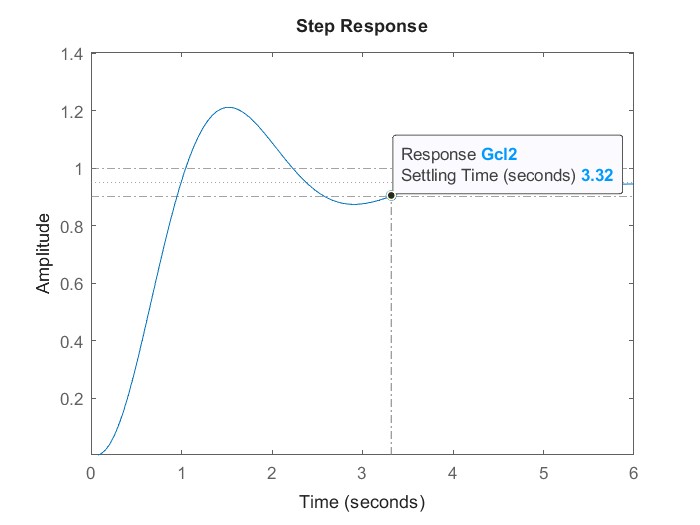 Step Response
1.4
1.2
1
0.8
0.6
0.4
0.2
Amplitude
Response Gcl2
Settling Time (seconds) 3.32
0 1 2 3 4 5 6
Time (seconds)